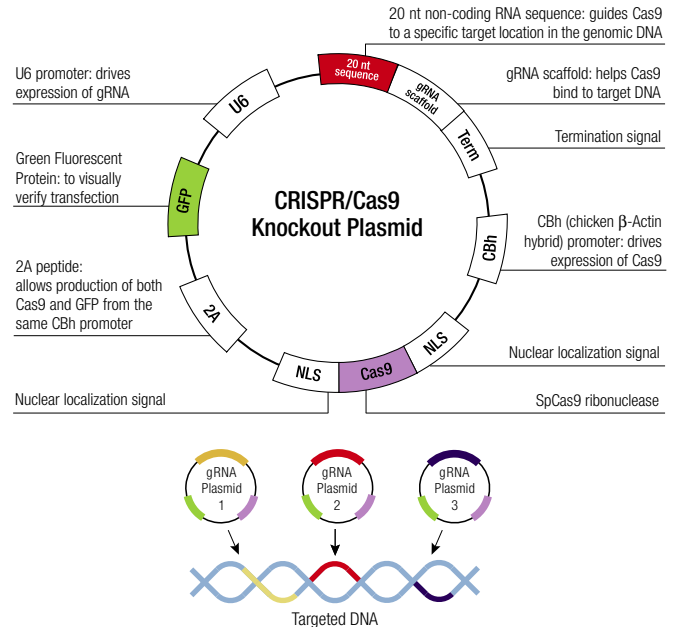 20 nt non-coding RNA sequence: guides Cas9
to a specific target location in the genomic DNA
U6 promoter: drives
expression of gRNA
20 nt
sequence
gRNA
scaffold
gRNA scaffold: helps Cas9
bind to target DNA
U6
Term
Termination signal
Green Fluorescent
Protein: to visually
verify transfection
GFP
CRISPR/Cas9
Knockout Plasmid
CBh
CBh (chicken β-Actin
hybrid) promoter: drives
expression of Cas9
2A peptide:
allows production of both
Cas9 and GFP from the
same CBh promoter
2A
NLS
Nuclear localization signal
NLS
Cas9
Nuclear localization signal
SpCas9 ribonuclease
gRNA
Plasmid
1
gRNA
Plasmid
2
gRNA
Plasmid
3
Targeted DNA